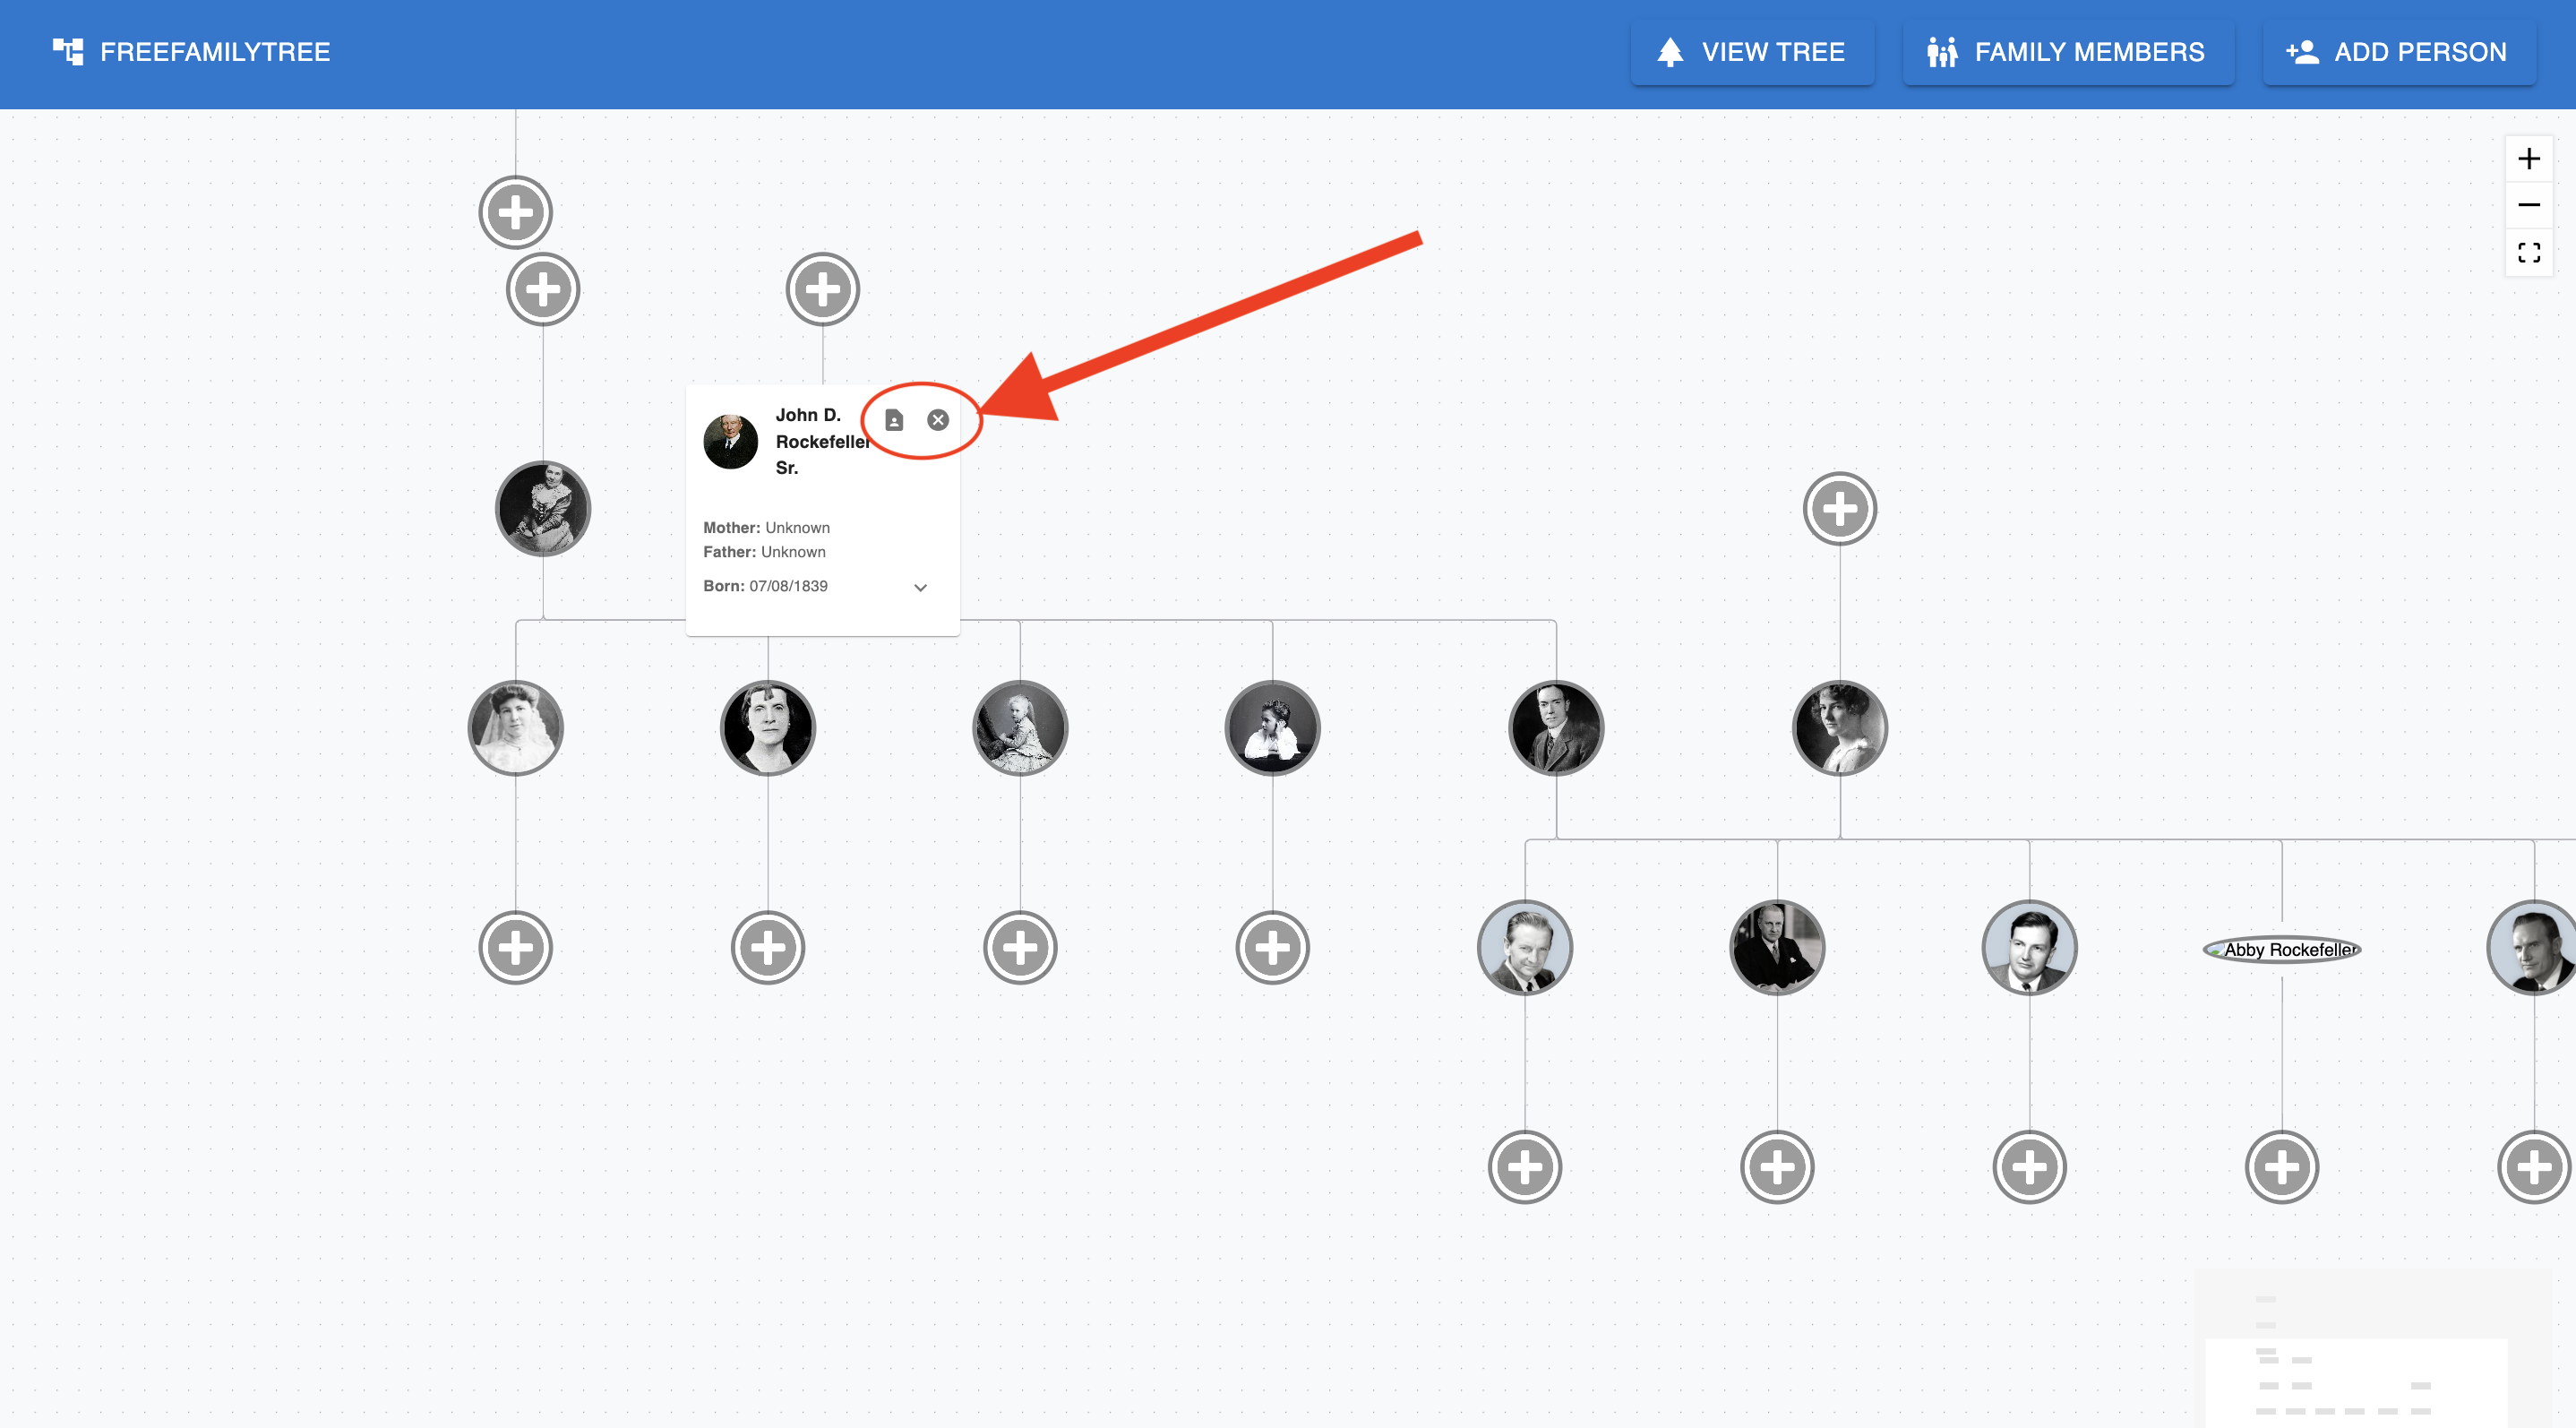 FREEFAMILYTREE
VIEW TREE
FAMILY MEMBERS
ADD PERSON
John D.
Rockefeller
Sr.
Mother: Unknown
Father: Unknown
Born: 07/08/1839
Abby Rockefeller